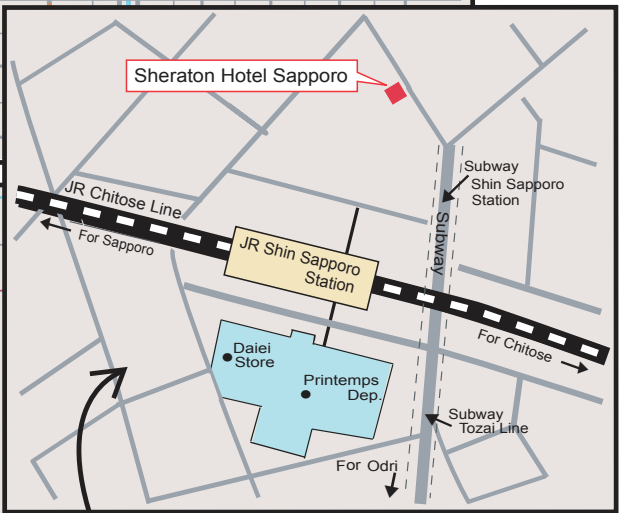 Sheraton Hotel Sapporo
Subway
Shin Sapporo
Station
JR Chitose Line
Subway
For Sapporo
JR Shin Sapporo
Station
For Chitose
Daiei
Store
Printemps
Dep.
Subway
Tozai Line
For Odri